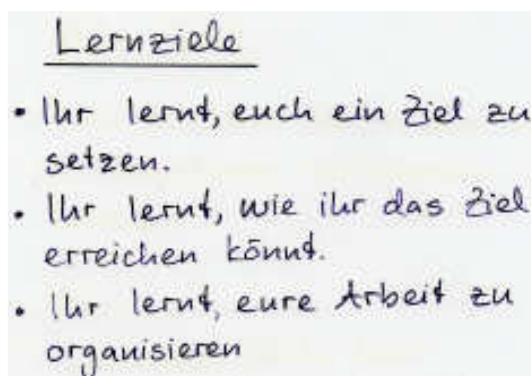 Lernziele
• Ihr lernt, euch ein Ziel zu
setzen.
• Ihr lernt, wie ihr das Ziel
erreichen könnt.
• Ihr lernt, eure Arbeit zu
organisieren